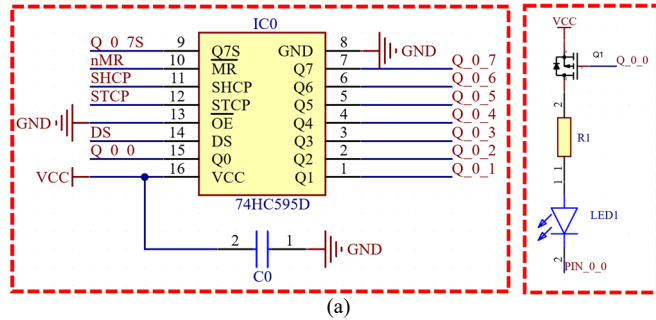 IC0
Q_0_7S 9 Q7S GND 8 GND
nMR 10 MR Q7 7 Q_0_7
SHCP 11 SHCP Q6 6 Q_0_6
STCP 12 STCP Q5 5 Q_0_5
GND 13 OE Q4 4 Q_0_4
DS 14 DS Q3 3 Q_0_3
Q_0_0 15 Q0 Q2 2 Q_0_2
VCC 16 VCC Q1 1 Q_0_1
74HC595D
2 1 GND
C0
VCC
Q1
Q_0_0
2
R1
1
1
LED1
2
PIN_0_0
(a)